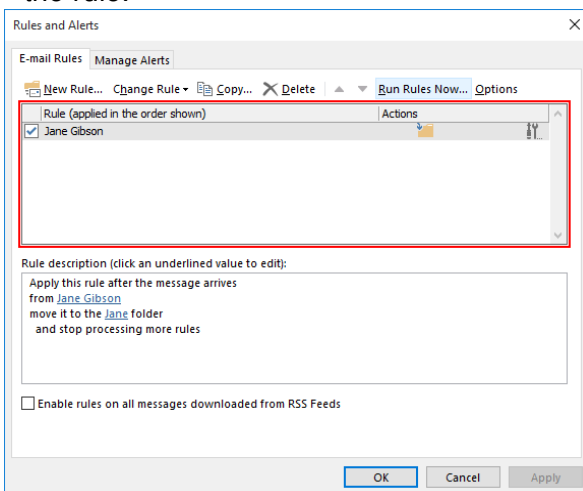 the rule.
Rules and Alerts
E-mail Rules Manage Alerts
New Rule... Change Rule Copy... Delete Run Rules Now... Options
Rule (applied in the order shown) Actions
Jane Gibson
Rule description (click an underlined value to edit):
Apply this rule after the message arrives
from Jane Gibson
move it to the Jane folder
and stop processing more rules
Enable rules on all messages downloaded from RSS Feeds
OK Cancel Apply